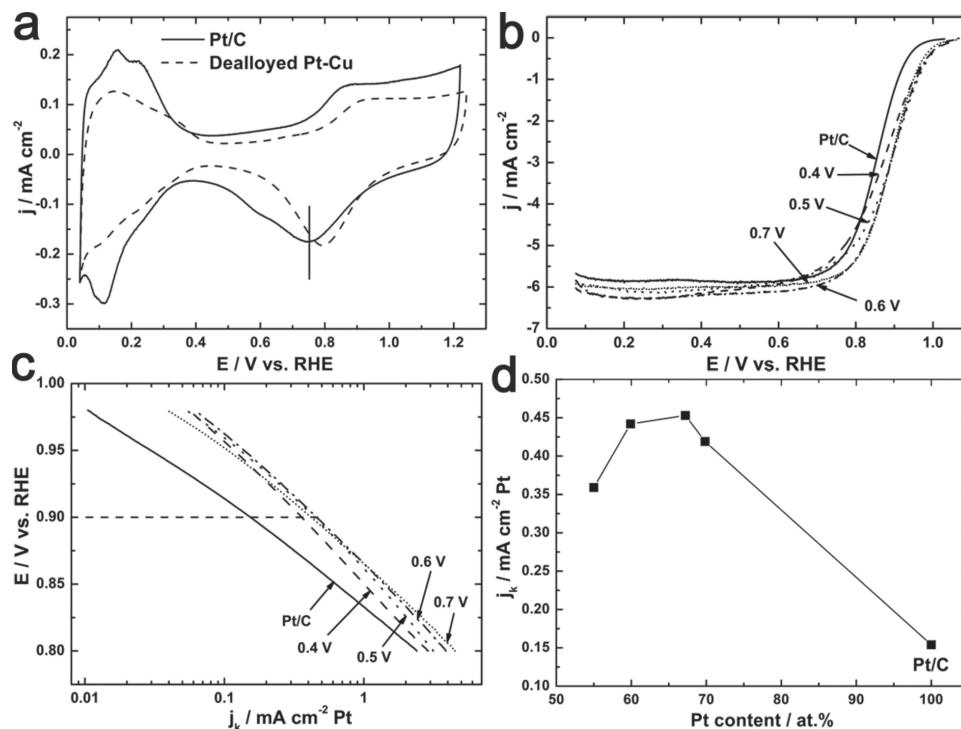 a
Pt/C
Dealloyed Pt-Cu
j / mA cm-2
0.2
0.1
0.0
-0.1
-0.2
-0.3
0.0 0.2 0.4 0.6 0.8 1.0 1.2
E / V vs. RHE
b
j / mA cm-2
0
-1
-2
-3
-4
-5
-6
-7
Pt/C
0.4 V
0.5 V
0.7 V
0.6 V
0.0 0.2 0.4 0.6 0.8 1.0
E / V vs. RHE
c
E / V vs. RHE
1.00
0.95
0.90
0.85
0.80
0.6 V
0.7 V
Pt/C
0.4 V
0.5 V
0.01 0.1 1
jk / mA cm-2 Pt
d
jk / mA cm-2 Pt
0.50
0.45
0.40
0.35
0.30
0.25
0.20
0.15
0.10
Pt/C
50 60 70 80 90 100
Pt content / at.%